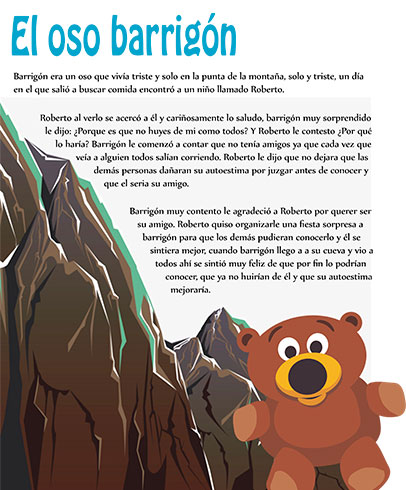 El oso barrigón
Barrigón era un oso que vivía triste y solo en la punta de la montaña, solo y triste, un día
en el que salió a buscar comida encontró a un niño llamado Roberto.
Roberto al verlo se acercó a él y cariñosamente lo saludo, barrigón muy sorprendido
le dijo: ¿Porque es que no huyes de mi como todos? Y Roberto le contesto ¿Por qué
lo haría? Barrigón le comenzó a contar que no tenía amigos ya que cada vez que
veía a alguien todos salían corriendo. Roberto le dijo que no dejara que las
demás personas dañaran su autoestima por juzgar antes de conocer y
que el seria su amigo.
Barrigón muy contento le agradeció a Roberto por querer ser
su amigo. Roberto quiso organizarle una fiesta sorpresa a
barrigón para que los demás pudieran conocerlo y él se
sintiera mejor, cuando barrigón llego a a su cueva y vio a
todos ahí se sintió muy feliz de que por fin lo podrían
conocer, que ya no huirían de él y que su autoestima
mejoraría.